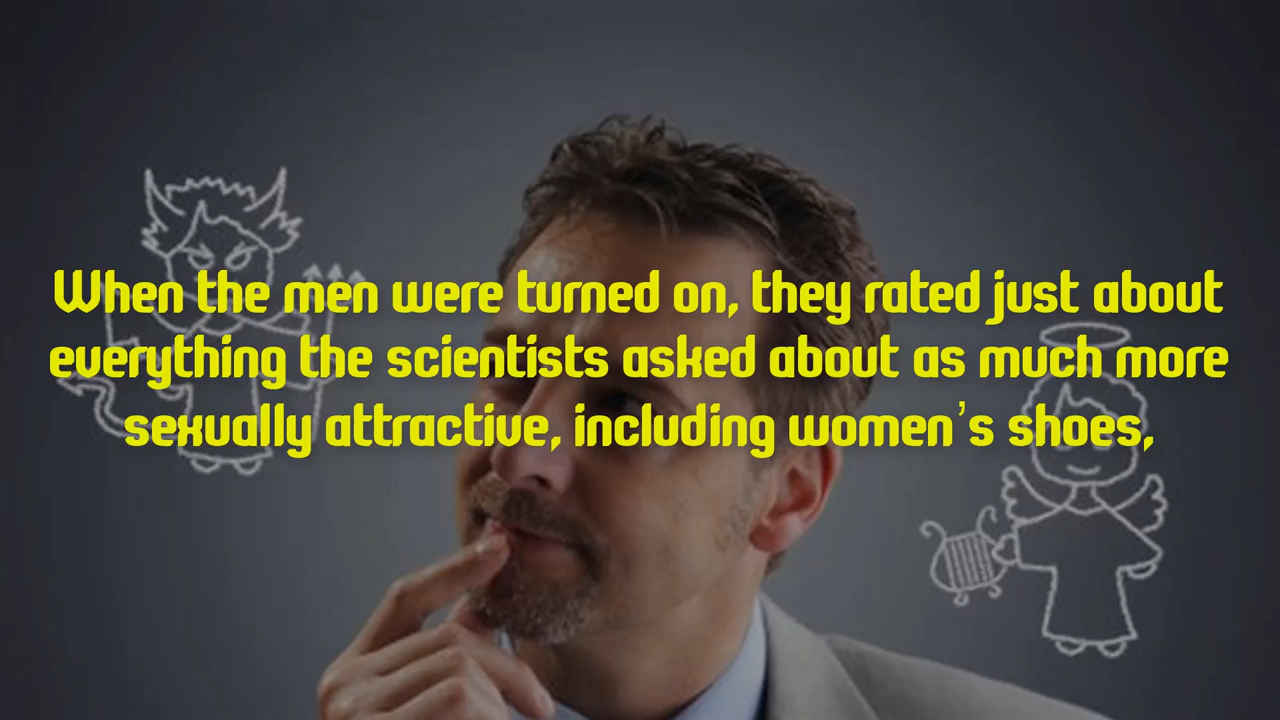 When the men were turned on, they rated just about
everything the scientists asked about as much more
sexually attractive, including women's shoes,